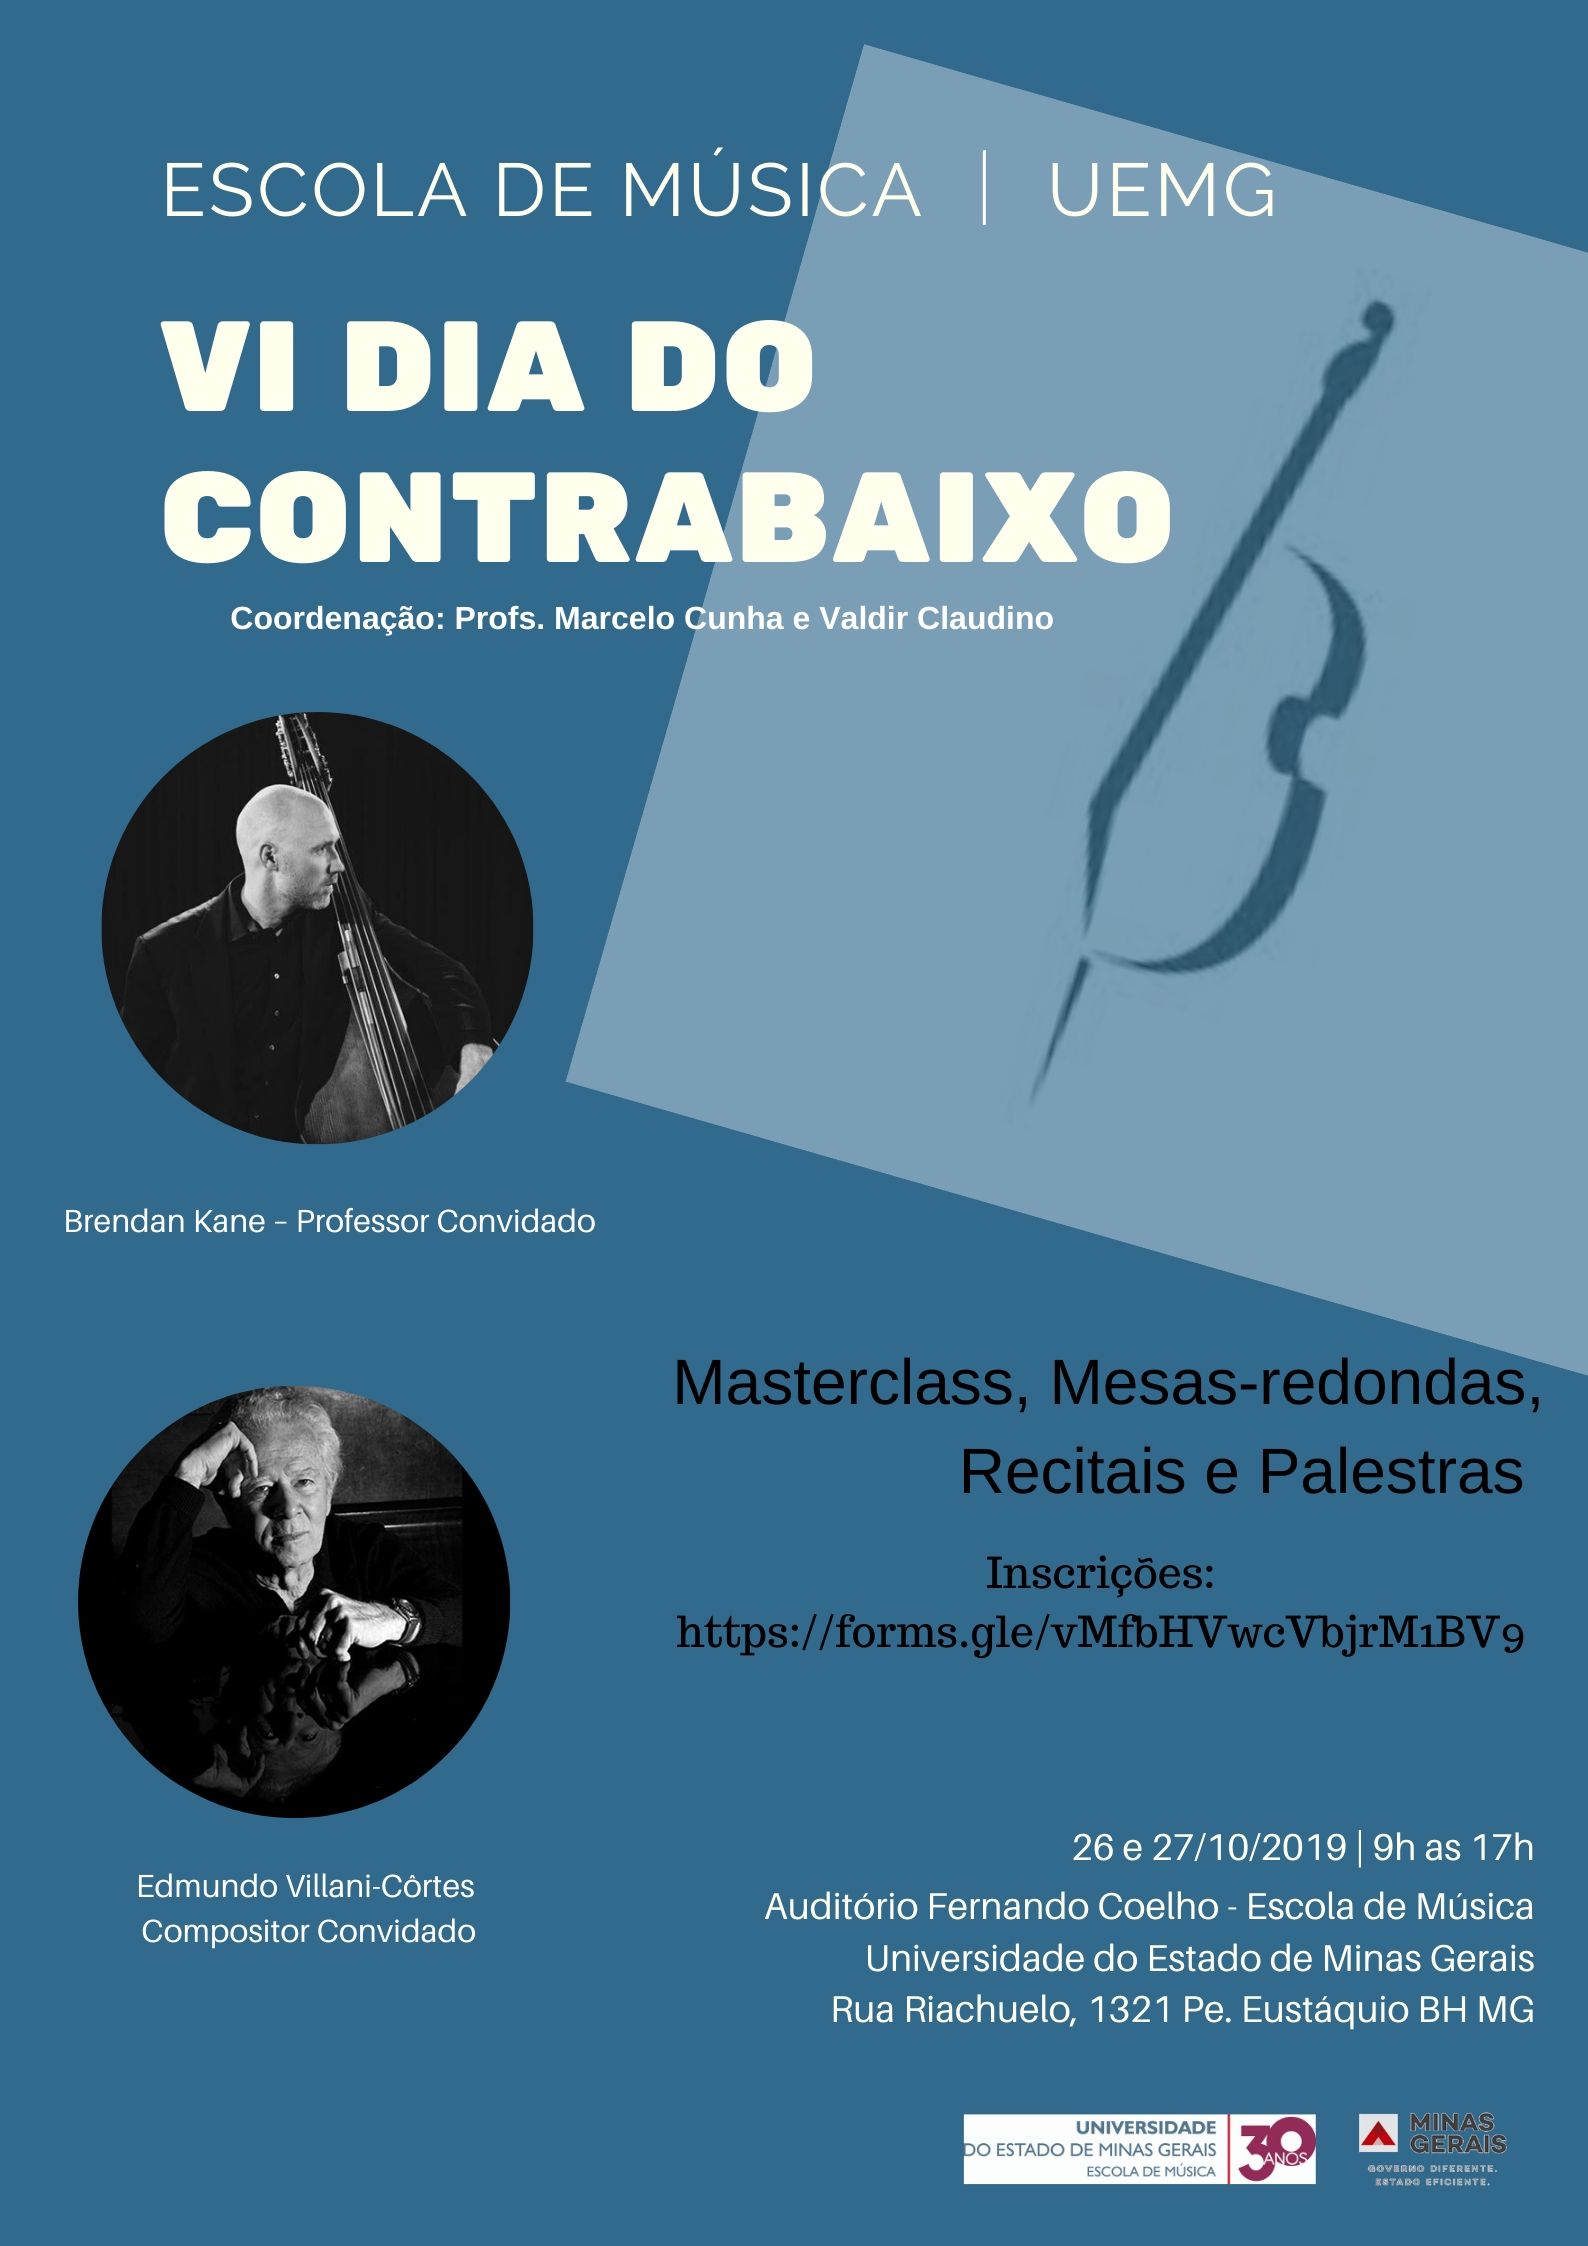 ESCOLA DE MÚSICA | UEMG
VI DIA DO
CONTRABAIXO
Coordenação: Profs. Marcelo Cunha e Valdir Claudino
Brendan Kane – Professor Convidado
Masterclass, Mesas-redondas,
Recitais e Palestras
Inscrições:
https://forms.gle/vMfbHVwcVbjrM1BV9
Edmundo Villani-Côrtes
Compositor Convidado
26 e 27/10/2019 | 9h as 17h
Auditório Fernando Coelho - Escola de Música
Universidade do Estado de Minas Gerais
Rua Riachuelo, 1321 Pe. Eustáquio BH MG
UNIVERSIDADE
DO ESTADO DE MINAS GERAIS
ESCOLA DE MÚSICA
30
ANOS
MINAS
GERAIS
GOVERNO DIFERENTE.
ESTADO EFICIENTE.